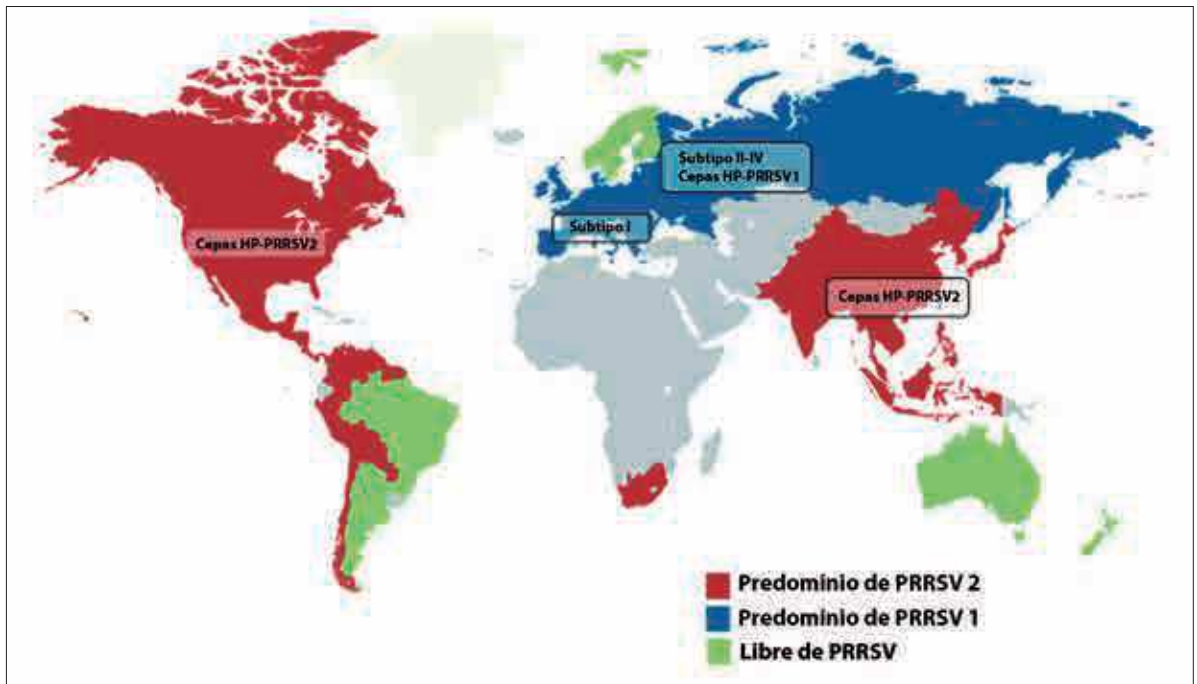 Subtipo II-IV
Cepas HP-PRRSV1
Subtipo I
Cepas HP-PRRSV2
Cepas HP-PRRSV2
Predominio de PRRSV 2
Predominio de PRRSV 1
Libre de PRRSV